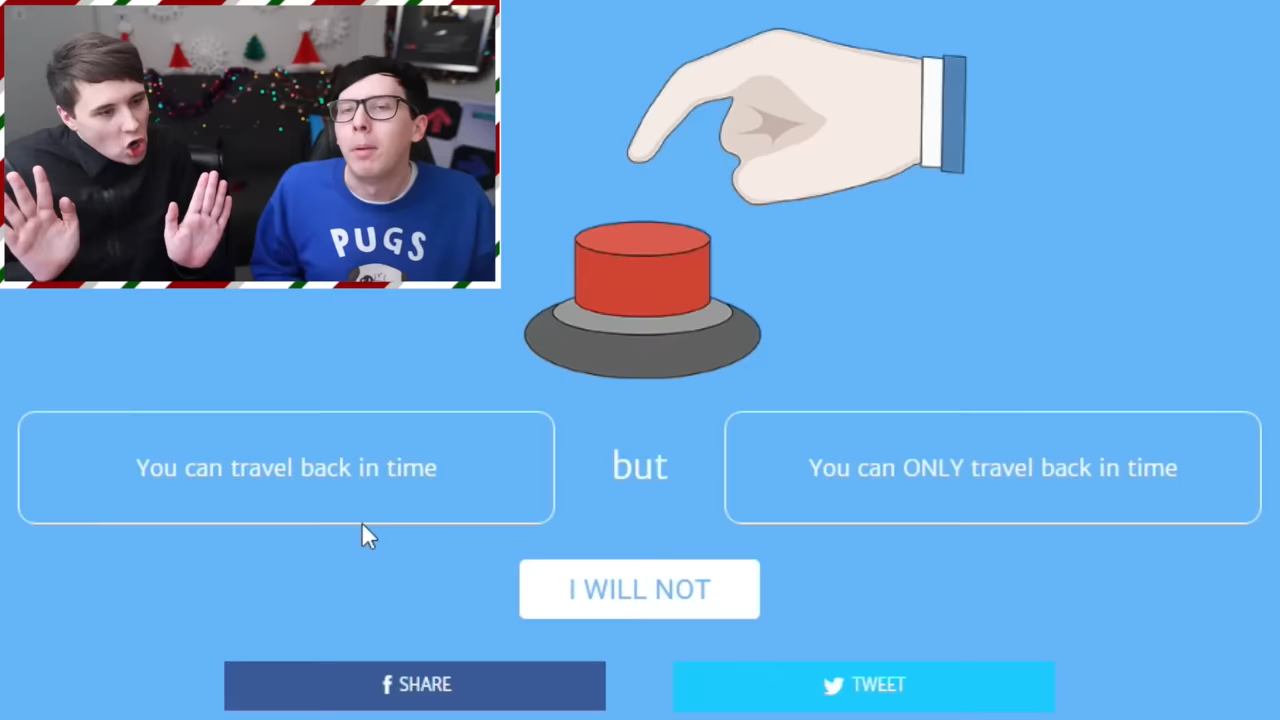 PUGS
You can travel back in time
but
You can ONLY travel back in time
I WILL NOT
f SHARE
TWEET